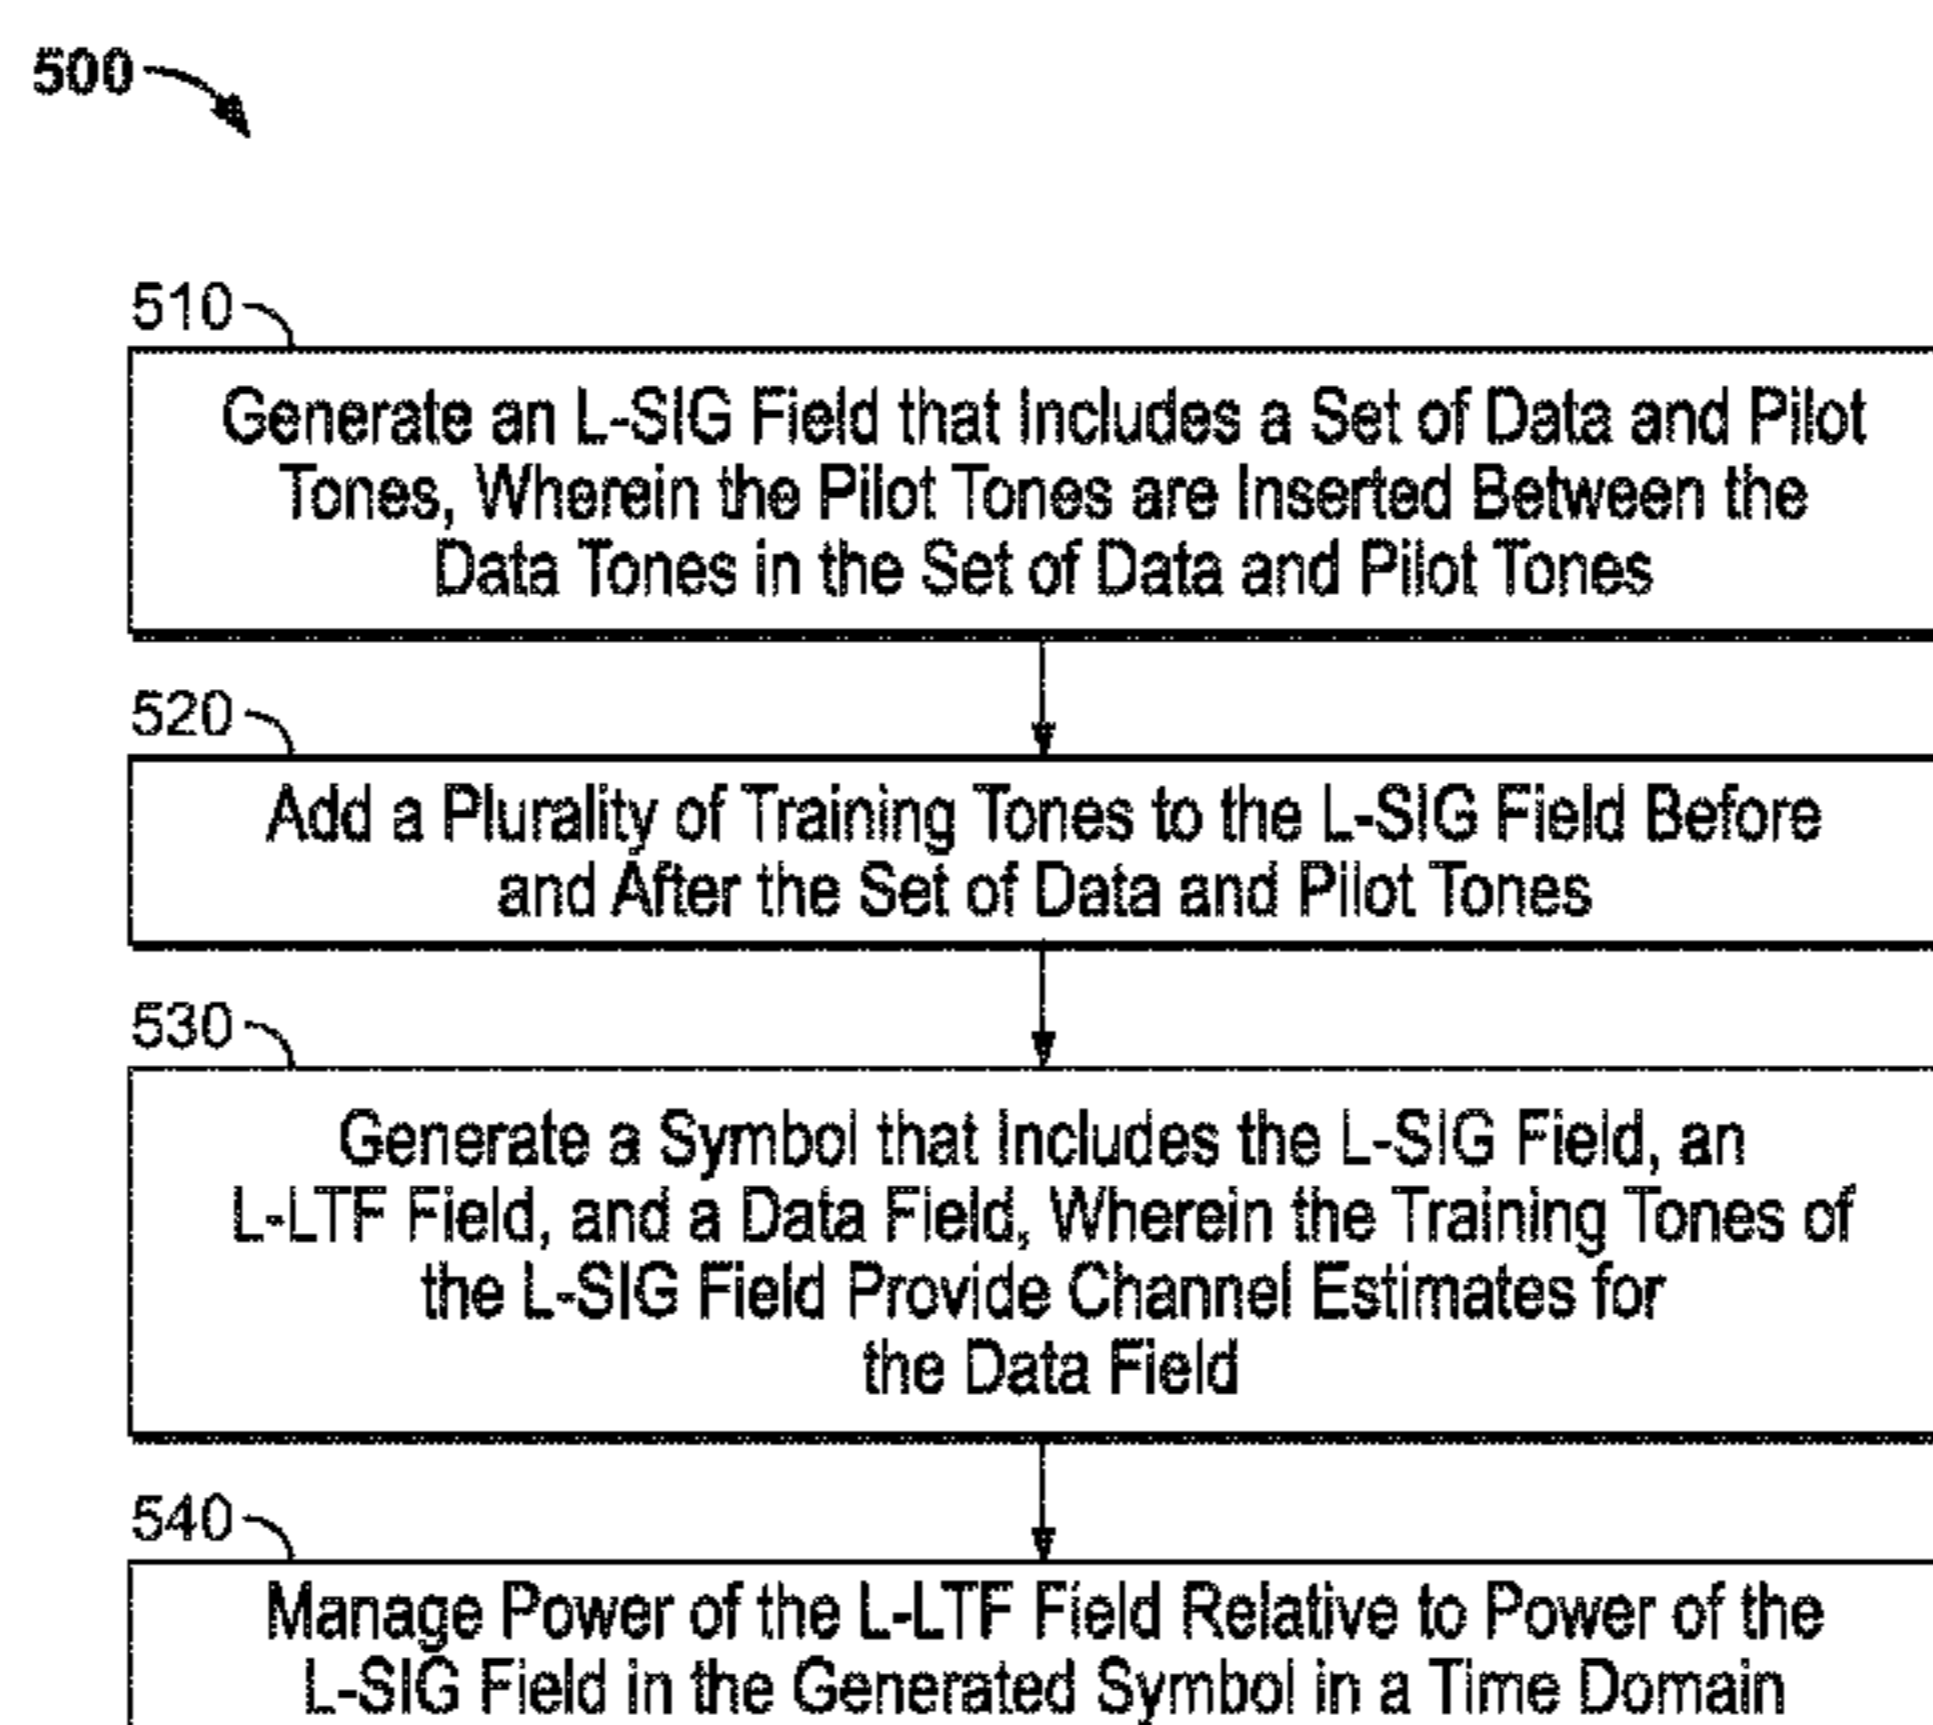 500
510
Generate an L-SIG Field that Includes a Set of Data and Pilot
Tones, Wherein the Pilot Tones are Inserted Between the
Data Tones in the Set of Data and Pilot Tones
520
Add a Plurality of Training Tones to the L-SIG Field Before
and After the Set of Data and Pilot Tones
530
Generate a Symbol that Includes the L-SIG Field, an
L-LTF Field, and a Data Field, Wherein the Training Tones of
the L-SIG Field Provide Channel Estimates for
the Data Field
540
Manage Power of the L-LTF Field Relative to Power of the
L-SIG Field in the Generated Symbol in a Time Domain